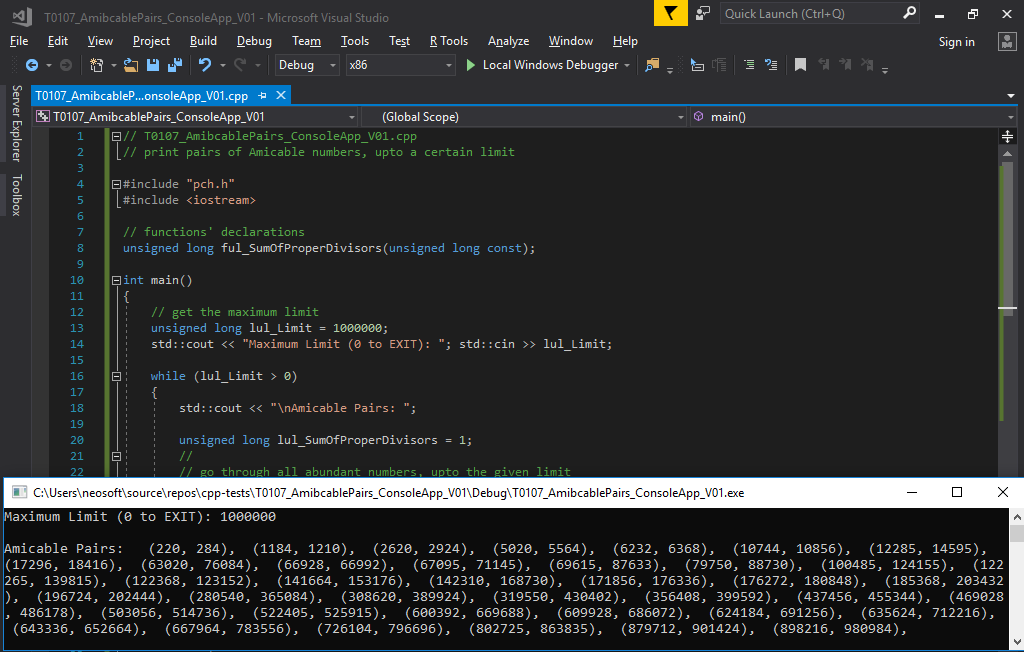 T0107_AmibcablePairs_ConsoleApp_V01 - Microsoft Visual Studio
Quick Launch (Ctrl+Q)
File Edit View Project Build Debug Team Tools Test R Tools Analyze Window Help Sign in
Debug x86 Local Windows Debugger
Server Explorer
Toolbox
T0107_AmibcableP...onsoleApp_V01.cpp
T0107_AmibcablePairs_ConsoleApp_V01 (Global Scope) main()
1 // T0107_AmibcablePairs_ConsoleApp_V01.cpp
2 // print pairs of Amicable numbers, upto a certain limit
3
4 #include "pch.h"
5 #include <iostream>
6
7 // functions' declarations
8 unsigned long ful_SumOfProperDivisors(unsigned long const);
9
10 int main()
11 {
12 // get the maximum limit
13 unsigned long lul_Limit = 1000000;
14 std::cout << "Maximum Limit (0 to EXIT): "; std::cin >> lul_Limit;
15
16 while (lul_Limit > 0)
17 {
18 std::cout << "\nAmicable Pairs: ";
19
20 unsigned long lul_SumOfProperDivisors = 1;
21 //
22 // go through all abundant numbers, upto the given limit
C:\Users\neosoft\source\repos\cpp-tests\T0107_AmibcablePairs_ConsoleApp_V01\Debug\T0107_AmibcablePairs_ConsoleApp_V01.exe
Maximum Limit (0 to EXIT): 1000000
Amicable Pairs: (220, 284), (1184, 1210), (2620, 2924), (5020, 5564), (6232, 6368), (10744, 10856), (12285, 14595),
(17296, 18416), (63020, 76084), (66928, 66992), (67095, 71145), (69615, 87633), (79750, 88730), (100485, 124155), (122
265, 139815), (122368, 123152), (141664, 153176), (142310, 168730), (171856, 176336), (176272, 180848), (185368, 203432
), (196724, 202444), (280540, 365084), (308620, 389924), (319550, 430402), (356408, 399592), (437456, 455344), (469028
, 486178), (503056, 514736), (522405, 525915), (600392, 669688), (609928, 686072), (624184, 691256), (635624, 712216),
(643336, 652664), (667964, 783556), (726104, 796696), (802725, 863835), (879712, 901424), (898216, 980984),